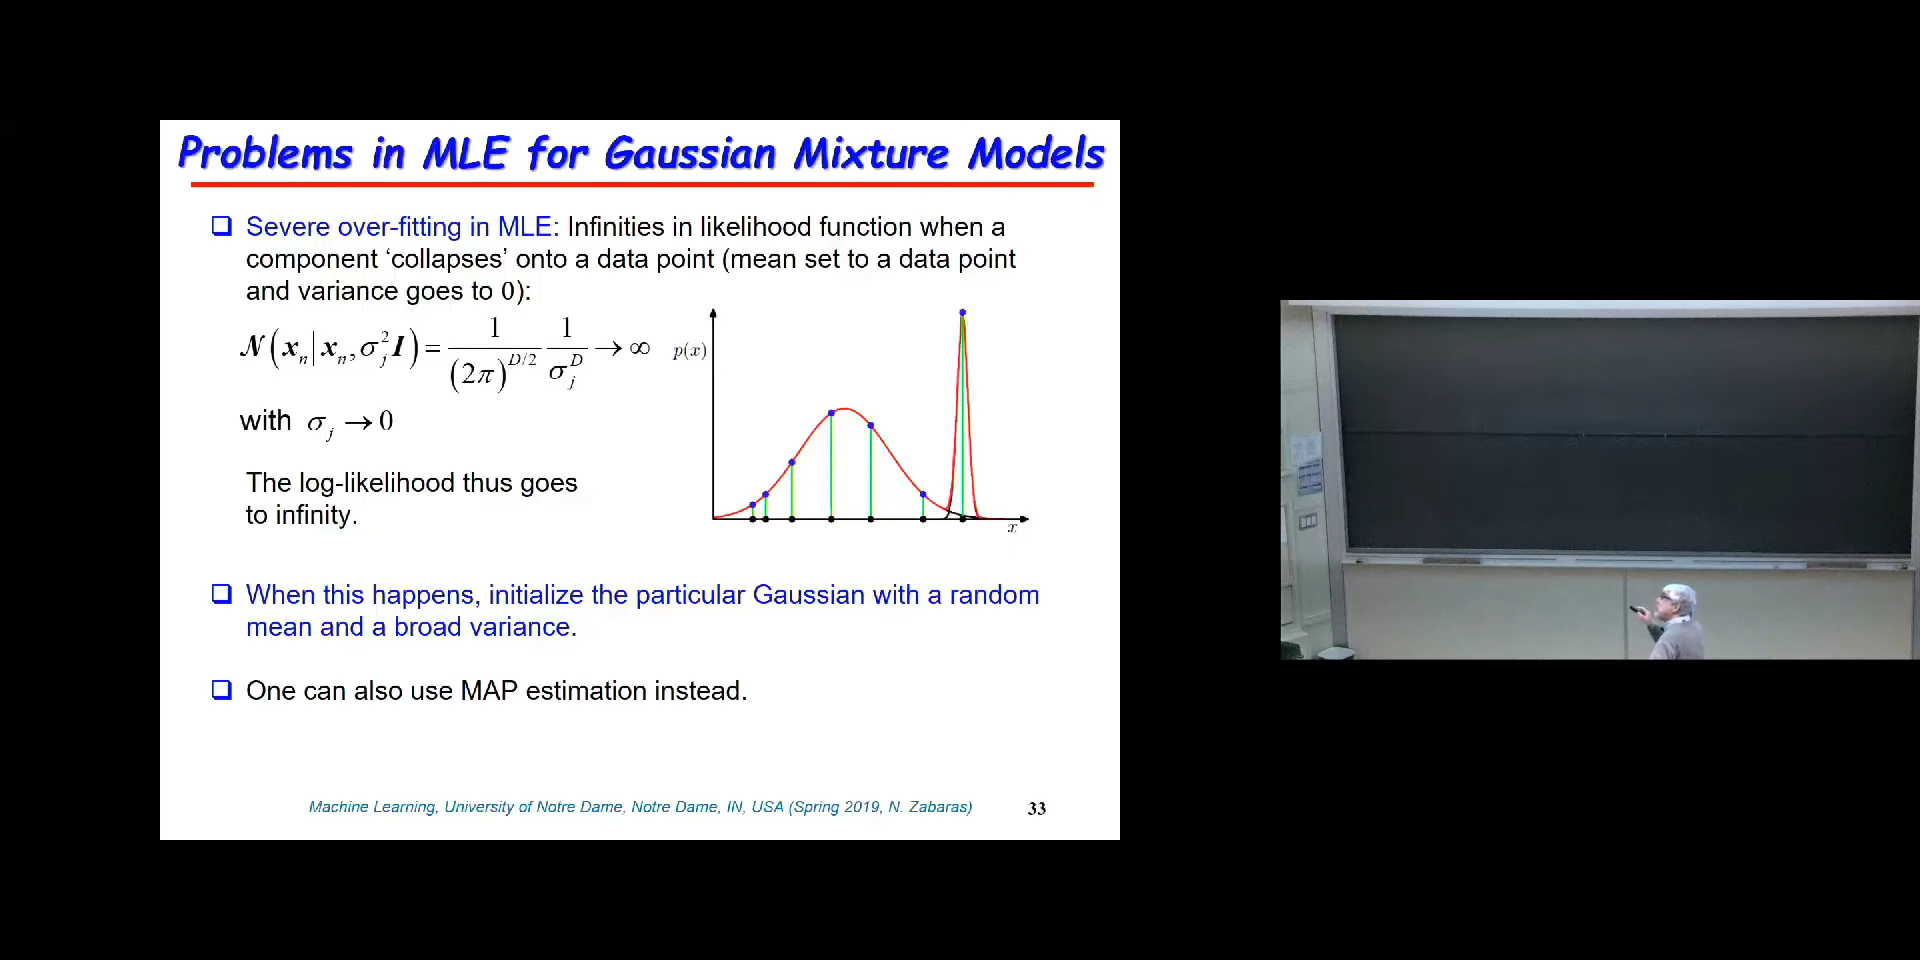 Problems in MLE for Gaussian Mixture Models
❑ Severe over-fitting in MLE: Infinities in likelihood function when a
component ‘collapses’ onto a data point (mean set to a data point
and variance goes to 0):
𝒩(xₙ | xₙ, σⱼ² I) = 1/(2π)^{D/2} 1/σⱼ^D → ∞
with σⱼ → 0
The log-likelihood thus goes
to infinity.
p(x)
x
❑ When this happens, initialize the particular Gaussian with a random
mean and a broad variance.
❑ One can also use MAP estimation instead.
Machine Learning, University of Notre Dame, Notre Dame, IN, USA (Spring 2019, N. Zabaras)
33